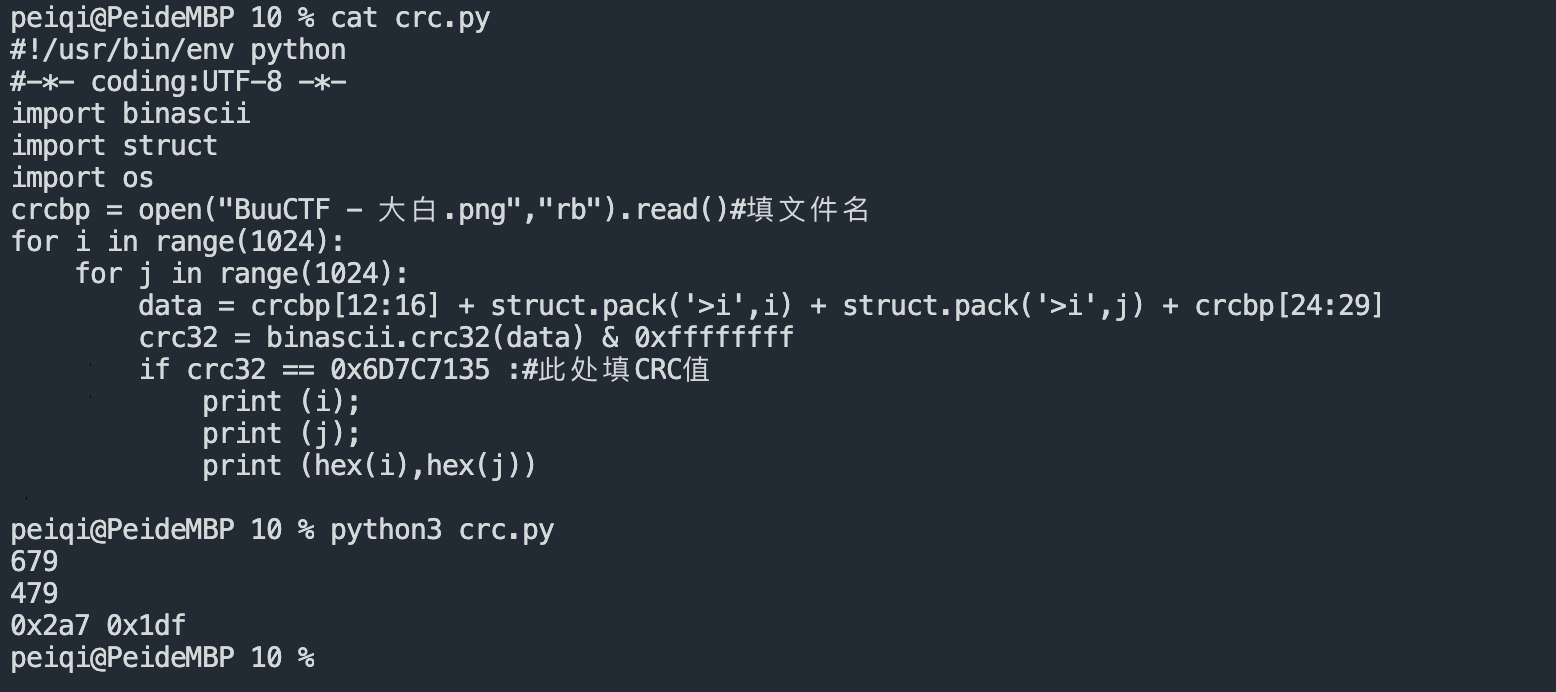 peiqi@PeideMBP 10 % cat crc.py
#!/usr/bin/env python
#-*- coding:UTF-8 -*-
import binascii
import struct
import os
crcbp = open("BuuCTF - 大白.png","rb").read()#填文件名
for i in range(1024):
    for j in range(1024):
        data = crcbp[12:16] + struct.pack('>i',i) + struct.pack('>i',j) + crcbp[24:29]
        crc32 = binascii.crc32(data) & 0xffffffff
        if crc32 == 0x6D7C7135 :#此处填CRC值
            print (i);
            print (j);
            print (hex(i),hex(j))
peiqi@PeideMBP 10 % python3 crc.py
679
479
0x2a7 0x1df
peiqi@PeideMBP 10 %